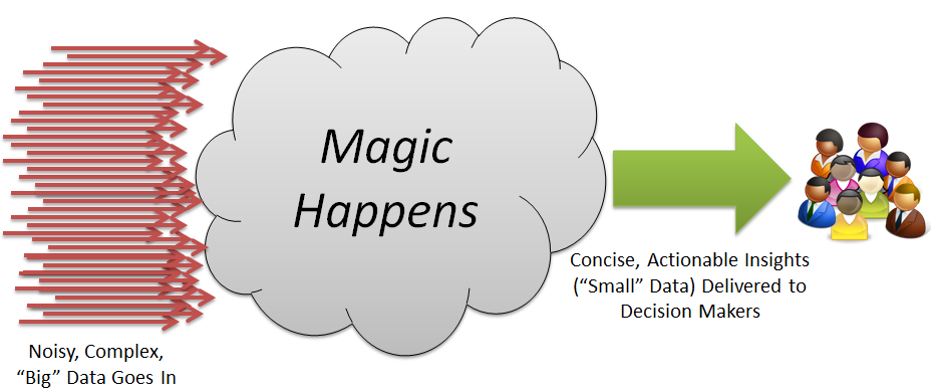 Magic
Happens
Concise, Actionable Insights
(“Small” Data) Delivered to
Decision Makers
Noisy, Complex,
“Big” Data Goes In